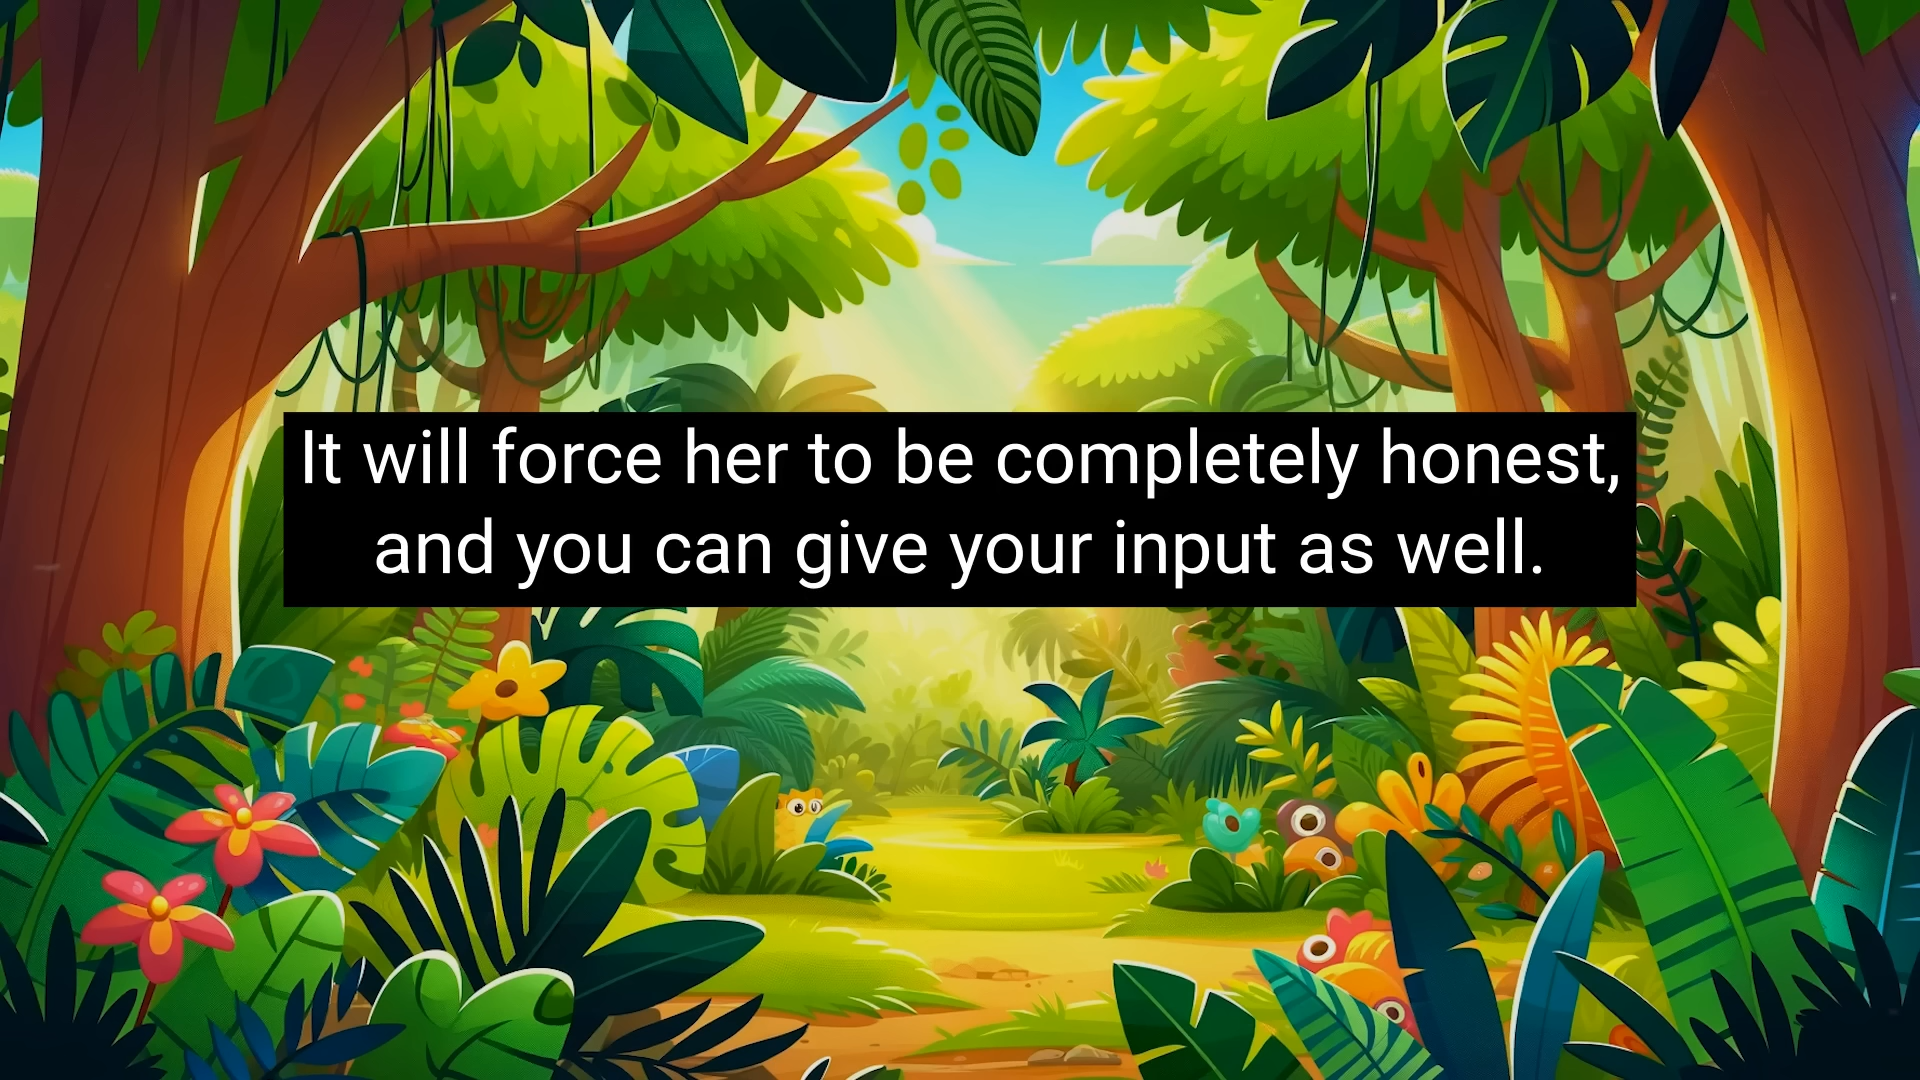 It will force her to be completely honest,
and you can give your input as well.